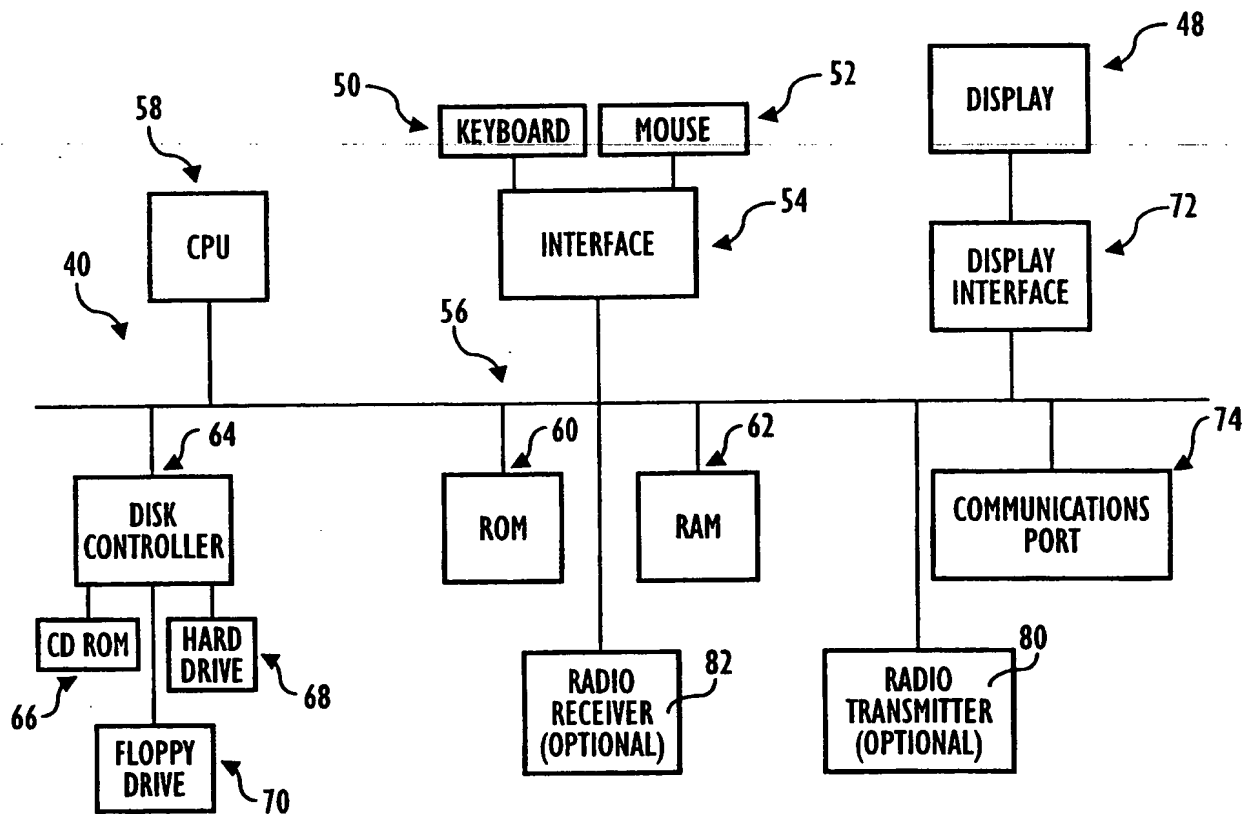 48
50
52
58
DISPLAY
KEYBOARD
MOUSE
54
72
CPU
INTERFACE
DISPLAY
INTERFACE
40
56
64
60
62
74
DISK
CONTROLLER
ROM
RAM
COMMUNICATIONS
PORT
CD ROM
HARD
DRIVE
66
68
RADIO
RECEIVER
(OPTIONAL)
82
RADIO
TRANSMITTER
(OPTIONAL)
80
FLOPPY
DRIVE
70